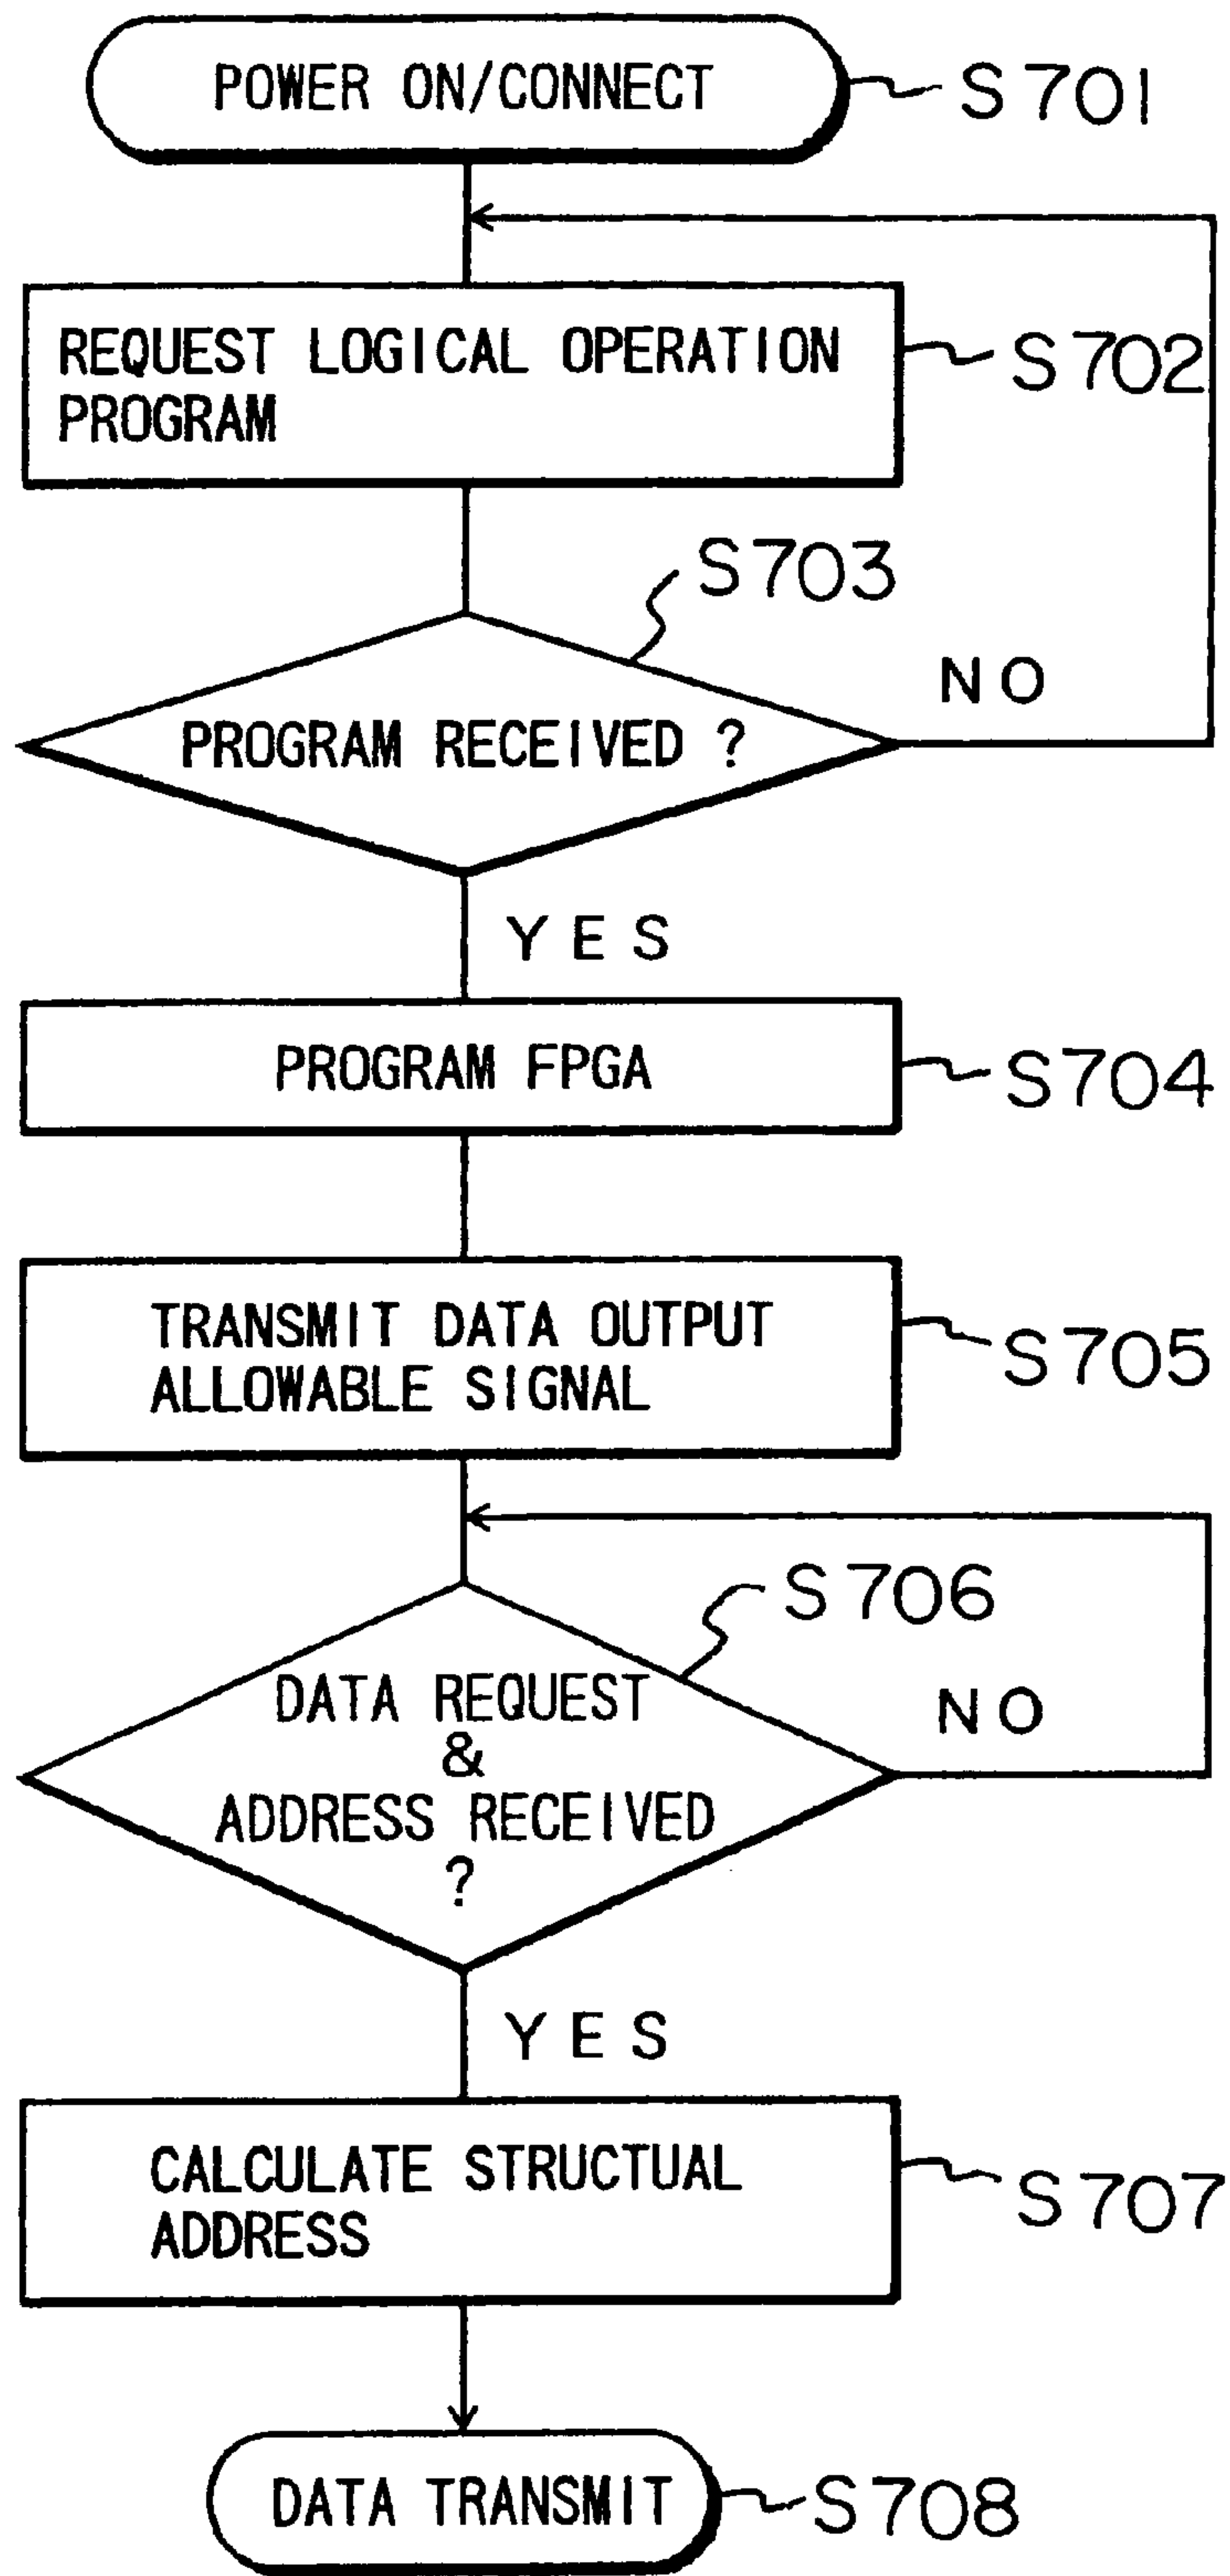 POWER ON/CONNECT
S701
REQUEST LOGICAL OPERATION
PROGRAM
S702
S703
PROGRAM RECEIVED ?
NO
YES
PROGRAM FPGA
S704
TRANSMIT DATA OUTPUT
ALLOWABLE SIGNAL
S705
S706
DATA REQUEST
&
ADDRESS RECEIVED
?
NO
YES
CALCULATE STRUCTUAL
ADDRESS
S707
DATA TRANSMIT
S708